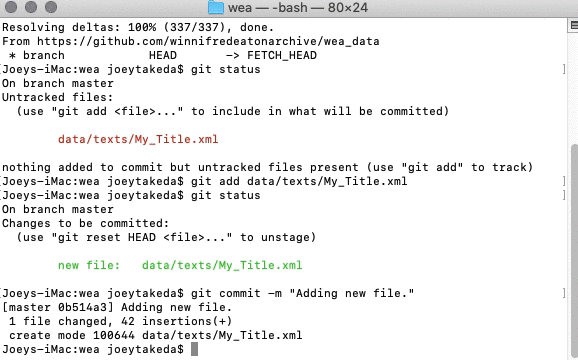 wea — -bash — 80×24
Resolving deltas: 100% (337/337), done.
From https://github.com/winnifredeatonarchive/wea_data
 * branch            HEAD       -> FETCH_HEAD
[Joeys-iMac:wea joeytakeda$ git status                                          ]
On branch master
Untracked files:
  (use "git add <file>..." to include in what will be committed)

        data/texts/My_Title.xml

nothing added to commit but untracked files present (use "git add" to track)
[Joeys-iMac:wea joeytakeda$ git add data/texts/My_Title.xml                     ]
[Joeys-iMac:wea joeytakeda$ git status                                          ]
On branch master
Changes to be committed:
  (use "git reset HEAD <file>..." to unstage)

        new file:   data/texts/My_Title.xml

[Joeys-iMac:wea joeytakeda$ git commit -m "Adding new file."                    ]
[master 0b514a3] Adding new file.
 1 file changed, 42 insertions(+)
 create mode 100644 data/texts/My_Title.xml
Joeys-iMac:wea joeytakeda$